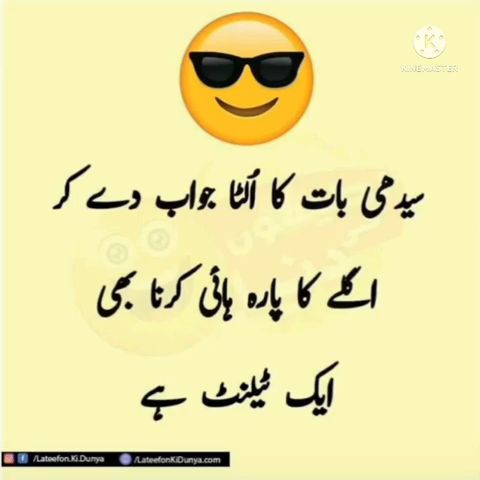 KINEMASTER
سیدھی بات کا اُلٹا جواب دے کر
اگلے کا پارہ ہائی کرنا بھی
ایک ٹیلنٹ ہے
/Lateefon.Ki.Dunya /LateefonKiDunya.com